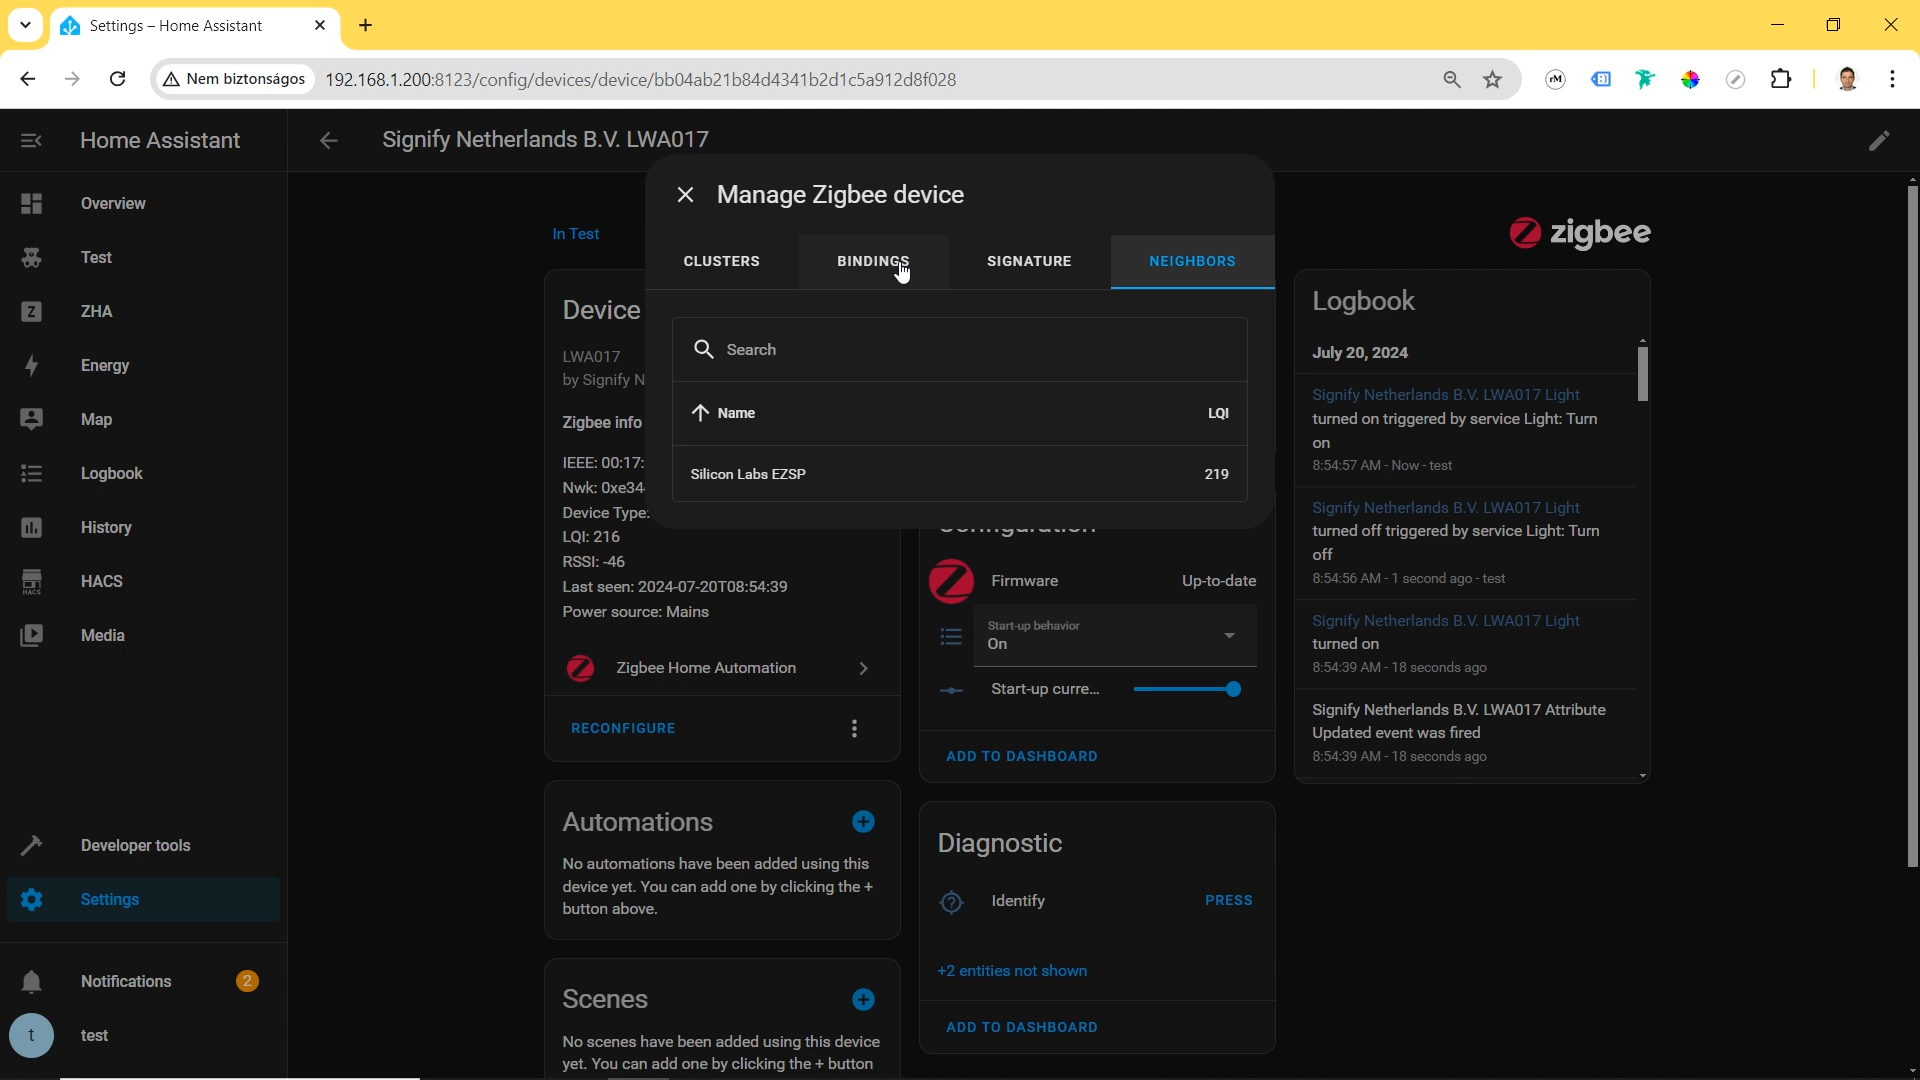 Settings – Home Assistant
Nem biztonságos
192.168.1.200:8123/config/devices/device/bb04ab21b84d4341b2d1c5a912d8f028
rM
Home Assistant
Signify Netherlands B.V. LWA017
Overview
Test
ZHA
Energy
Map
Logbook
History
HACS
Media
Developer tools
Settings
Notifications
2
t
test
In Test
Device
LWA017
by Signify N
Zigbee info
IEEE: 00:17:
Nwk: 0xe34
Device Type:
LQI: 216
RSSI: -46
Last seen: 2024-07-20T08:54:39
Power source: Mains
Zigbee Home Automation
RECONFIGURE
Automations
No automations have been added using this
device yet. You can add one by clicking the +
button above.
Scenes
No scenes have been added using this device
yet. You can add one by clicking the + button
Manage Zigbee device
CLUSTERS
BINDINGS
SIGNATURE
NEIGHBORS
Search
Name
LQI
Silicon Labs EZSP
219
Configuration
Firmware
Up-to-date
Start-up behavior
On
Start-up curre...
ADD TO DASHBOARD
Diagnostic
Identify
PRESS
+2 entities not shown
ADD TO DASHBOARD
zigbee
Logbook
July 20, 2024
Signify Netherlands B.V. LWA017 Light
turned on triggered by service Light: Turn
on
8:54:57 AM - Now - test
Signify Netherlands B.V. LWA017 Light
turned off triggered by service Light: Turn
off
8:54:56 AM - 1 second ago - test
Signify Netherlands B.V. LWA017 Light
turned on
8:54:39 AM - 18 seconds ago
Signify Netherlands B.V. LWA017 Attribute
Updated event was fired
8:54:39 AM - 18 seconds ago